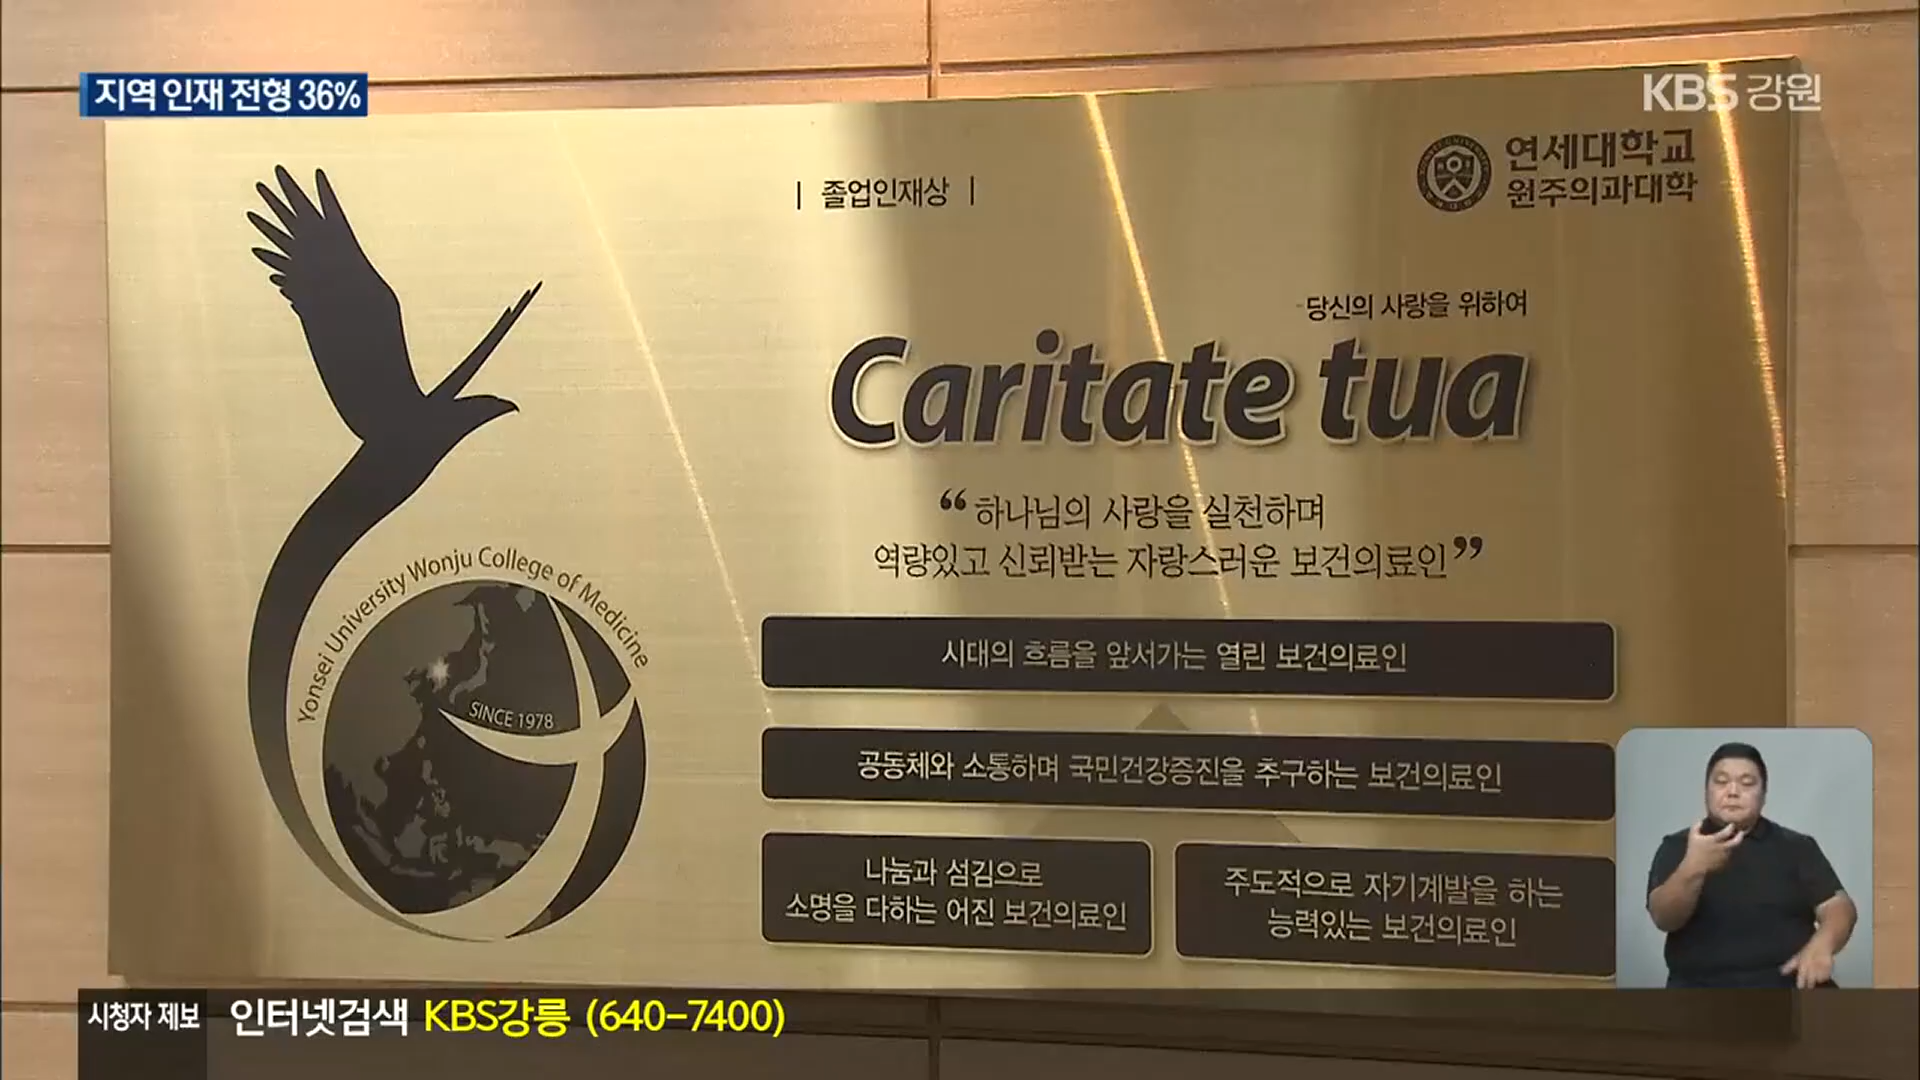 지역 인재 전형 36%
KBS 강원
| 졸업인재상 |
연세대학교
원주의과대학
당신의 사랑을 위하여
Caritate tua
“하나님의 사랑을 실천하며
역량있고 신뢰받는 자랑스러운 보건의료인”
Yonsei University Wonju College of Medicine
SINCE 1978
시대의 흐름을 앞서가는 열린 보건의료인
공동체와 소통하며 국민건강증진을 추구하는 보건의료인
나눔과 섬김으로
소명을 다하는 어진 보건의료인
주도적으로 자기계발을 하는
능력있는 보건의료인
시청자 제보 인터넷검색 KBS강릉 (640-7400)